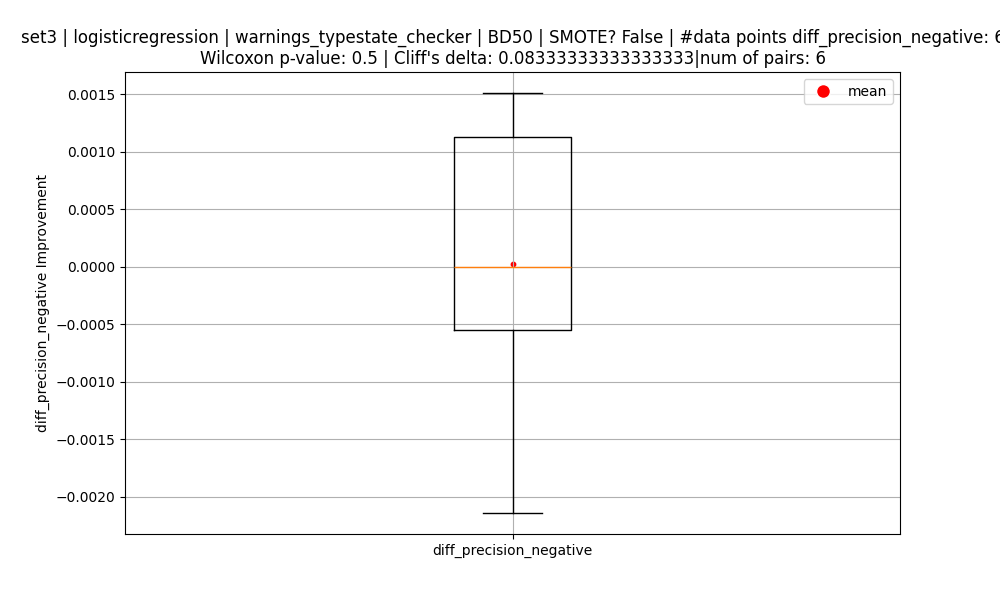 set3 | logisticregression | warnings_typestate_checker | BD50 | SMOTE? False | #data points diff_precision_negative: 6
Wilcoxon p-value: 0.5 | Cliff's delta: 0.08333333333333333|num of pairs: 6
mean
0.0015
0.0010
0.0005
0.0000
−0.0005
−0.0010
−0.0015
−0.0020
diff_precision_negative Improvement
diff_precision_negative